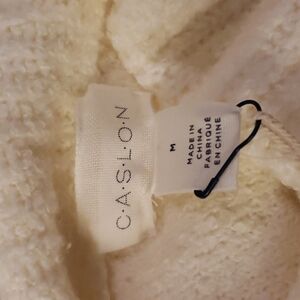 C·A·S·L·O·N
M
MADE IN
CHINA
FABRIQUÉ
EN CHINE